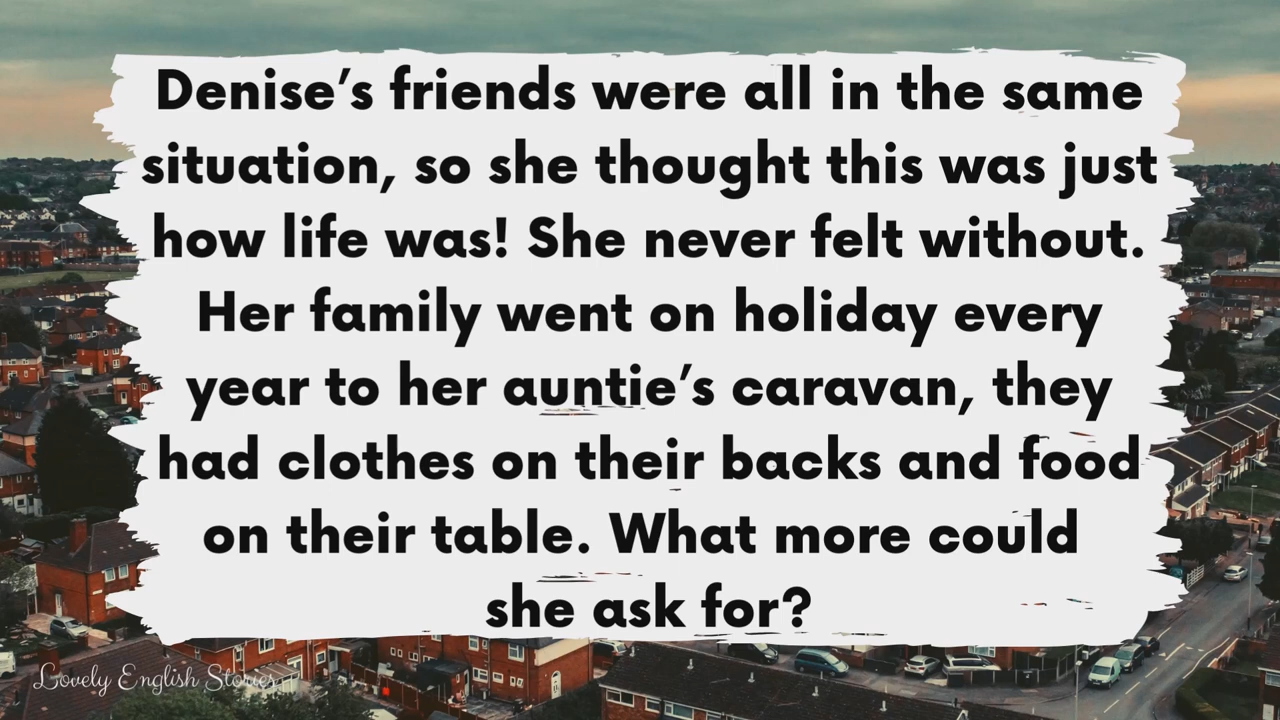 Denise’s friends were all in the same
situation, so she thought this was just
how life was! She never felt without.
Her family went on holiday every
year to her auntie’s caravan, they
had clothes on their backs and food
on their table. What more could
she ask for?
Lovely English Stories